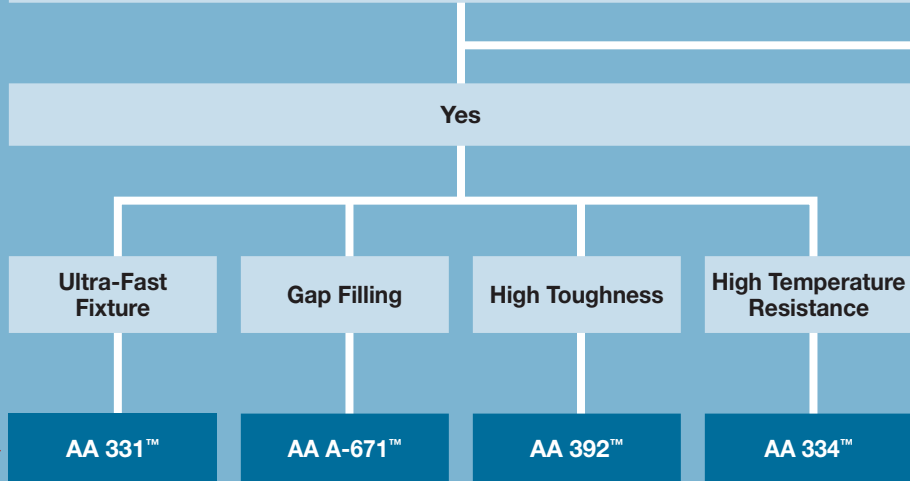 Yes
Ultra-Fast
Fixture
Gap Filling
High Toughness
High Temperature
Resistance
AA 331™
AA A-671™
AA 392™
AA 334™